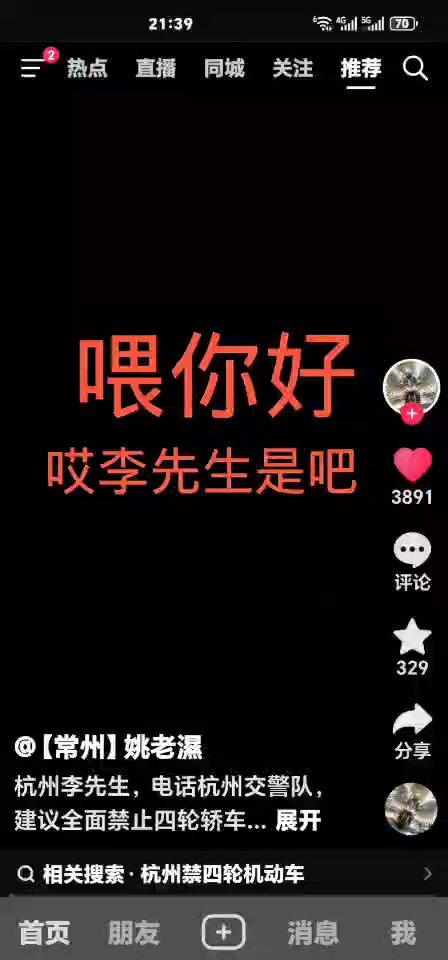 21:39
6 4G 5G 70
2
热点 直播 同城 关注 推荐
喂你好
哎李先生是吧
3891
评论
329
分享
@【常州】姚老濕
杭州李先生，电话杭州交警队，
建议全面禁止四轮轿车... 展开
相关搜索 · 杭州禁四轮机动车
首页 朋友 消息 我